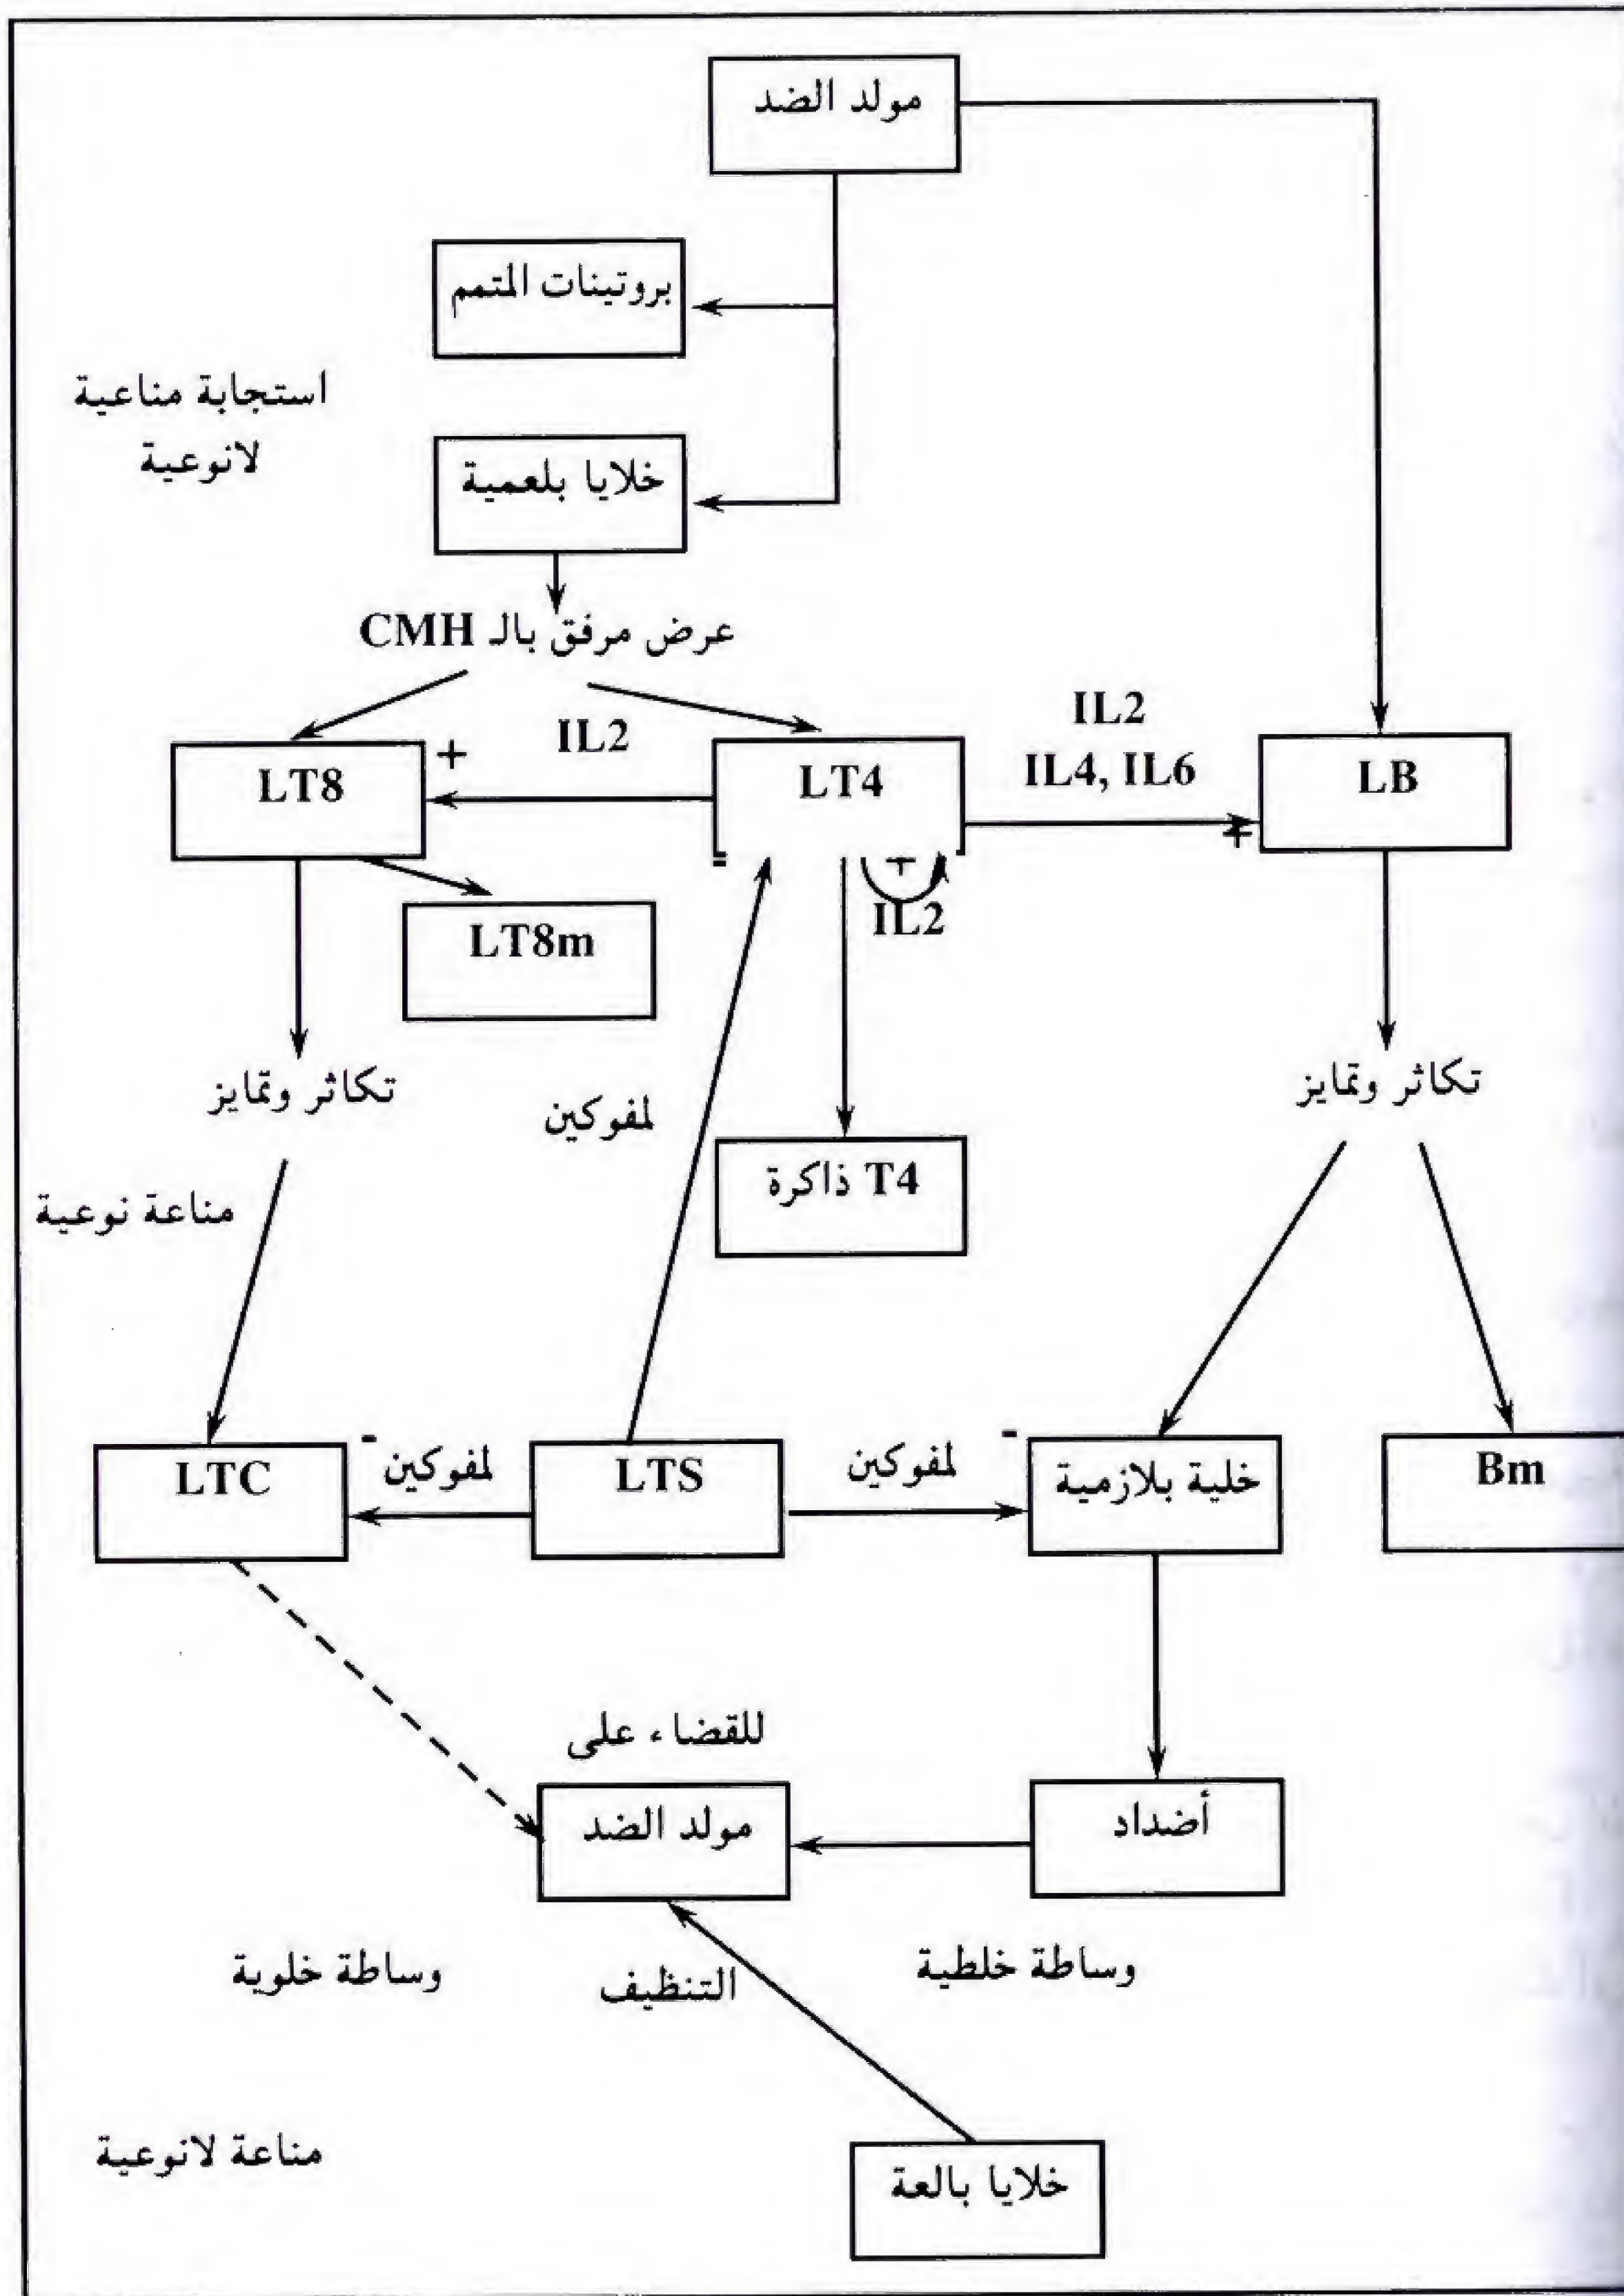 مولد الضد
بروتينات المتمم
استجابة مناعية
لانوعية
خلايا بلعمية
عرض مرفق بالـ CMH
IL2
IL4, IL6
+
IL2
LT8
LT4
LB
+
-
+
IL2
LT8m
تكاثر وتمايز
لمفوكين
تكاثر وتمايز
T4 ذاكرة
مناعة نوعية
-
-
LTC
لمفوكين
LTS
لمفوكين
خلية بلازمية
Bm
للقضاء على
مولد الضد
أضداد
وساطة خلوية
التنظيف
وساطة خلطية
مناعة لانوعية
خلايا بالعة